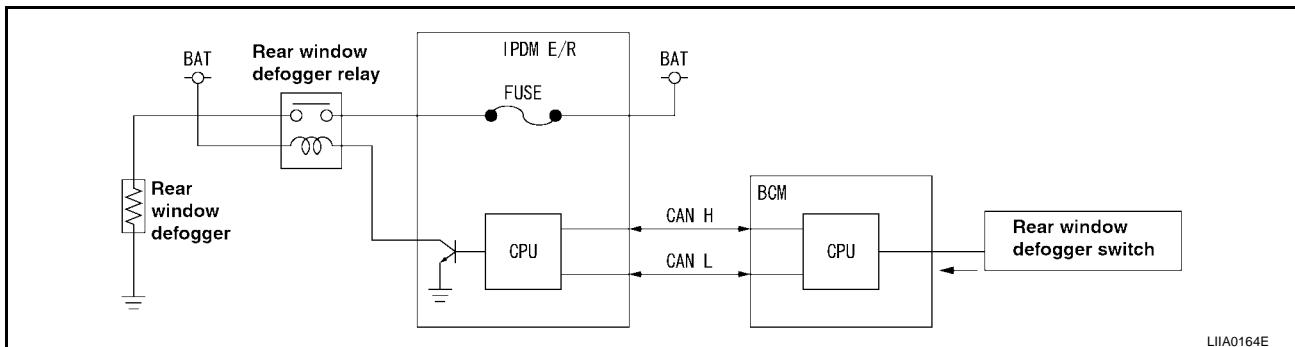 IPDM E/R
Rear window
defogger relay
BAT
BAT
FUSE
Rear
window
defogger
BCM
CAN H
CPU
CPU
CAN L
Rear window
defogger switch
LIIA0164E